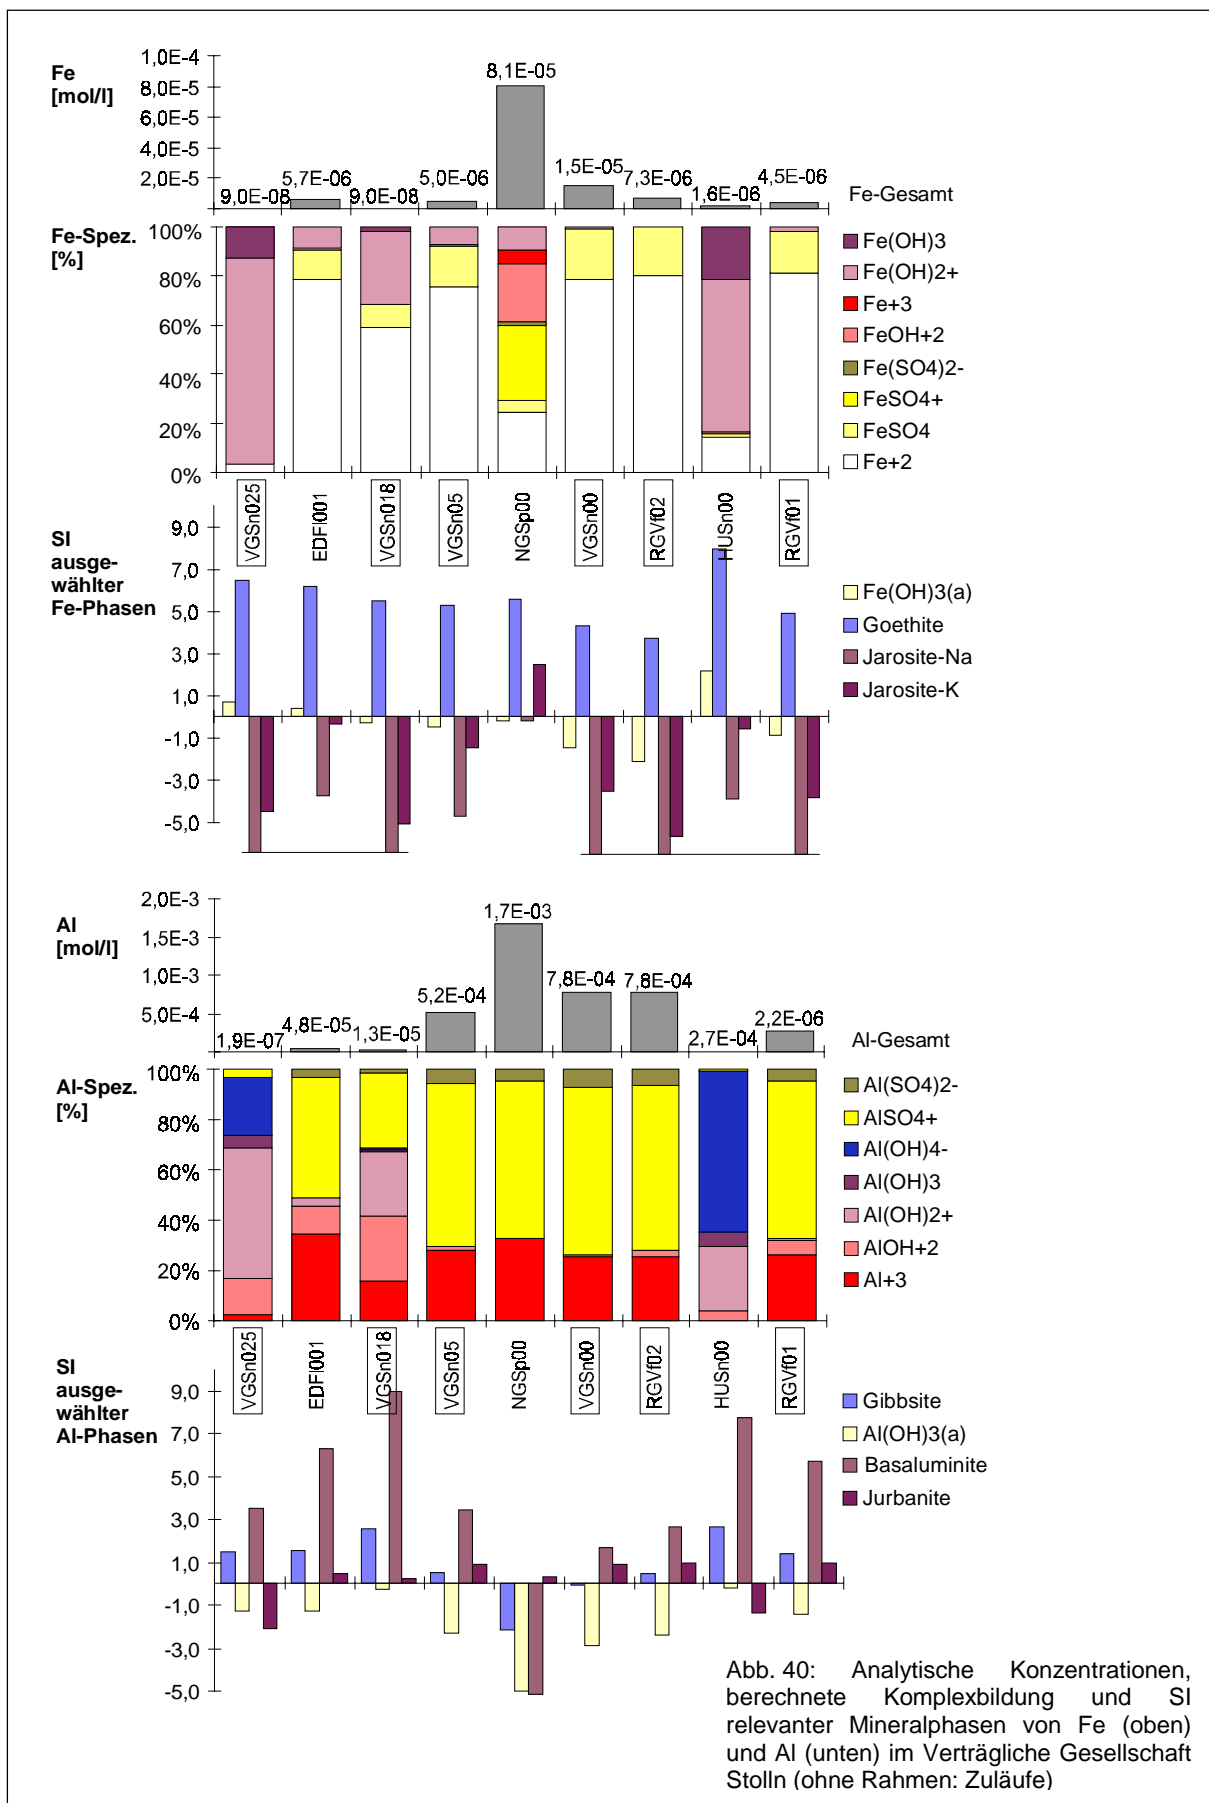 Fe
[mol/l]
1,0E-4
8,0E-5
6,0E-5
4,0E-5
2,0E-5
9,0E-08
5,7E-06
9,0E-08
5,0E-06
8,1E-05
1,5E-05
7,3E-06
1,6E-06
4,5E-06
Fe-Gesamt
Fe-Spez.
[%]
100%
80%
60%
40%
20%
0%
Fe(OH)3
Fe(OH)2+
Fe+3
FeOH+2
Fe(SO4)2-
FeSO4+
FeSO4
Fe+2
VGSn025
EDFl001
VGSn018
VGSn05
NGSp00
VGSn00
RGVf02
HUSn00
RGVf01
SI
ausge-
wählter
Fe-Phasen
9,0
7,0
5,0
3,0
1,0
-1,0
-3,0
-5,0
Fe(OH)3(a)
Goethite
Jarosite-Na
Jarosite-K
Al
[mol/l]
2,0E-3
1,5E-3
1,0E-3
5,0E-4
1,9E-07
4,8E-05
1,3E-05
5,2E-04
1,7E-03
7,8E-04
7,8E-04
2,7E-04
2,2E-06
Al-Gesamt
Al-Spez.
[%]
100%
80%
60%
40%
20%
0%
Al(SO4)2-
AlSO4+
Al(OH)4-
Al(OH)3
Al(OH)2+
AlOH+2
Al+3
VGSn025
EDFl001
VGSn018
VGSn05
NGSp00
VGSn00
RGVf02
HUSn00
RGVf01
SI
ausge-
wählter
Al-Phasen
9,0
7,0
5,0
3,0
1,0
-1,0
-3,0
-5,0
Gibbsite
Al(OH)3(a)
Basaluminite
Jurbanite
Abb. 40: Analytische Konzentrationen,
berechnete Komplexbildung und SI
relevanter Mineralphasen von Fe (oben)
und Al (unten) im Verträgliche Gesellschaft
Stolln (ohne Rahmen: Zuläufe)